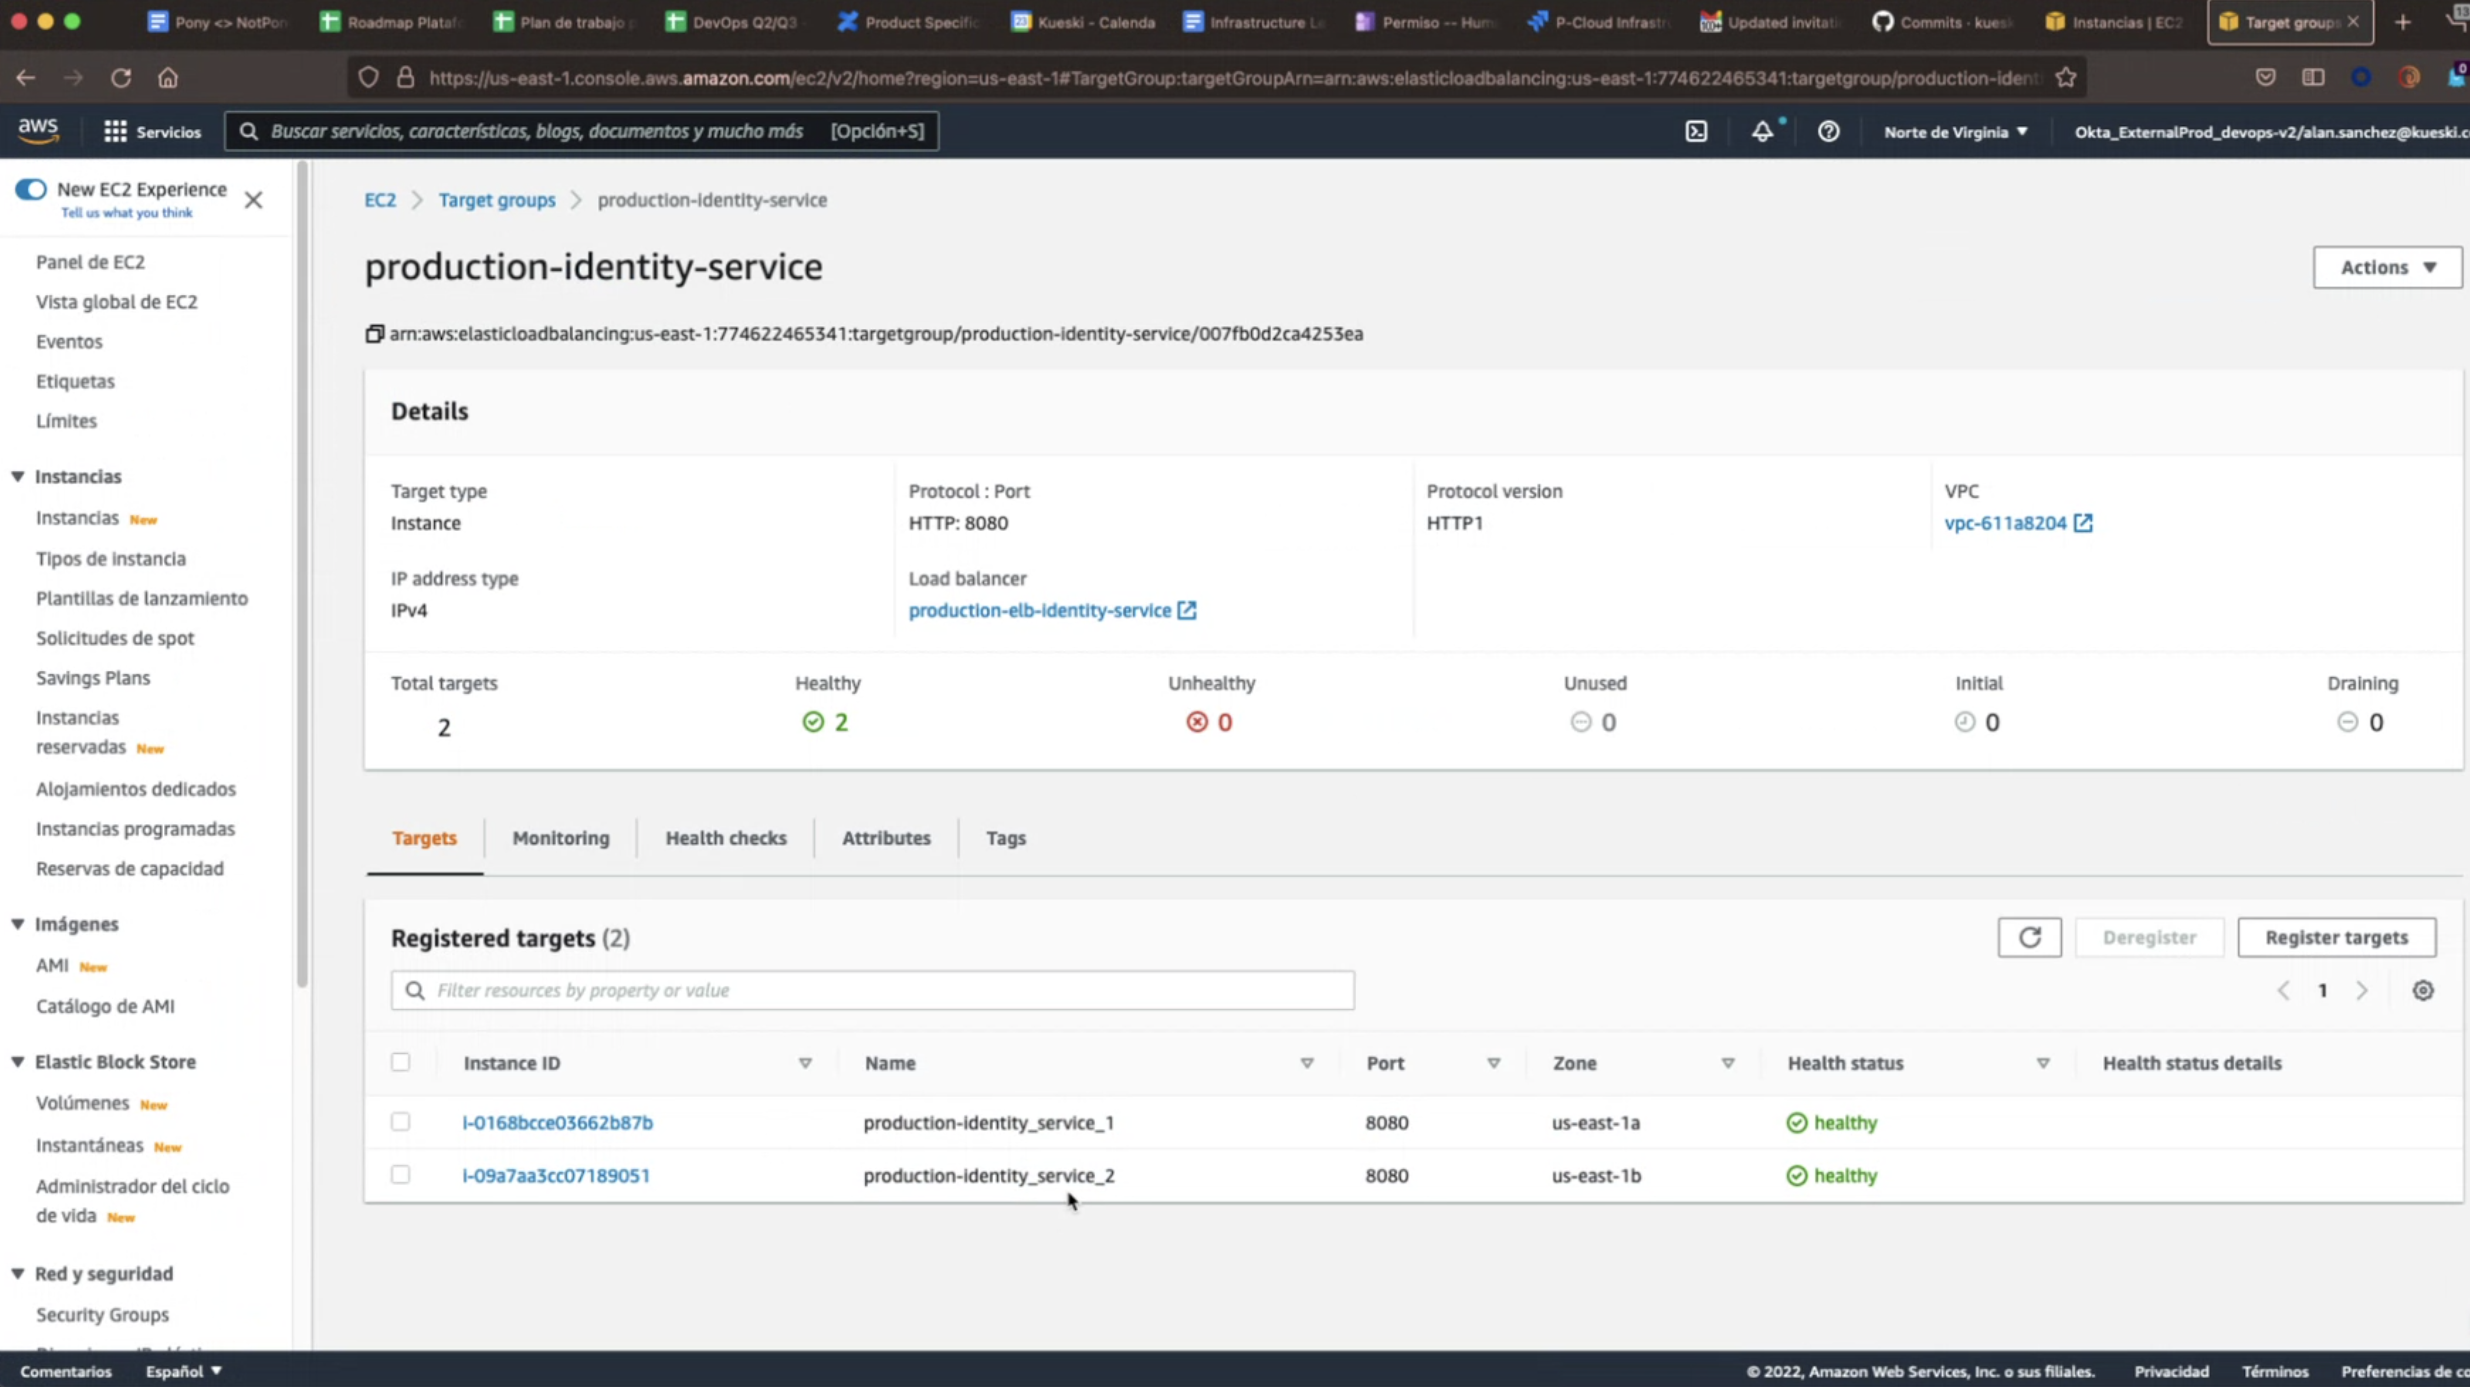 Pony <> NotPon
Roadmap Plataf
Plan de trabajo
DevOps Q2/Q3
Product Specific
Kueski - Calenda
Infrastructure Le
Permiso -- Hum
P-Cloud Infrastr
Updated invitati
Commits · kuesk
Instancias | EC2
Target groups
https://us-east-1.console.aws.amazon.com/ec2/v2/home?region=us-east-1#TargetGroup:targetGroupArn=arn:aws:elasticloadbalancing:us-east-1:774622465341:targetgroup/production-ident
aws
Servicios
Buscar servicios, características, blogs, documentos y mucho más [Opción+S]
Norte de Virginia
Okta_ExternalProd_devops-v2/alan.sanchez@kueski.c
New EC2 Experience
Tell us what you think
Panel de EC2
Vista global de EC2
Eventos
Etiquetas
Límites
Instancias
Instancias New
Tipos de instancia
Plantillas de lanzamiento
Solicitudes de spot
Savings Plans
Instancias
reservadas New
Alojamientos dedicados
Instancias programadas
Reservas de capacidad
Imágenes
AMI New
Catálogo de AMI
Elastic Block Store
Volúmenes New
Instantáneas New
Administrador del ciclo
de vida New
Red y seguridad
Security Groups
EC2 > Target groups > production-identity-service
production-identity-service
Actions
arn:aws:elasticloadbalancing:us-east-1:774622465341:targetgroup/production-identity-service/007fb0d2ca4253ea
Details
Target type
Instance
Protocol : Port
HTTP: 8080
Protocol version
HTTP1
VPC
vpc-611a8204
IP address type
IPv4
Load balancer
production-elb-identity-service
Total targets
2
Healthy
2
Unhealthy
0
Unused
0
Initial
0
Draining
0
Targets
Monitoring
Health checks
Attributes
Tags
Registered targets (2)
Deregister
Register targets
Filter resources by property or value
1
Instance ID Name Port Zone Health status Health status details
i-0168bcce03662b87b production-identity_service_1 8080 us-east-1a healthy
i-09a7aa3cc07189051 production-identity_service_2 8080 us-east-1b healthy
Comentarios
Español
© 2022, Amazon Web Services, Inc. o sus filiales.
Privacidad
Términos
Preferencias de co